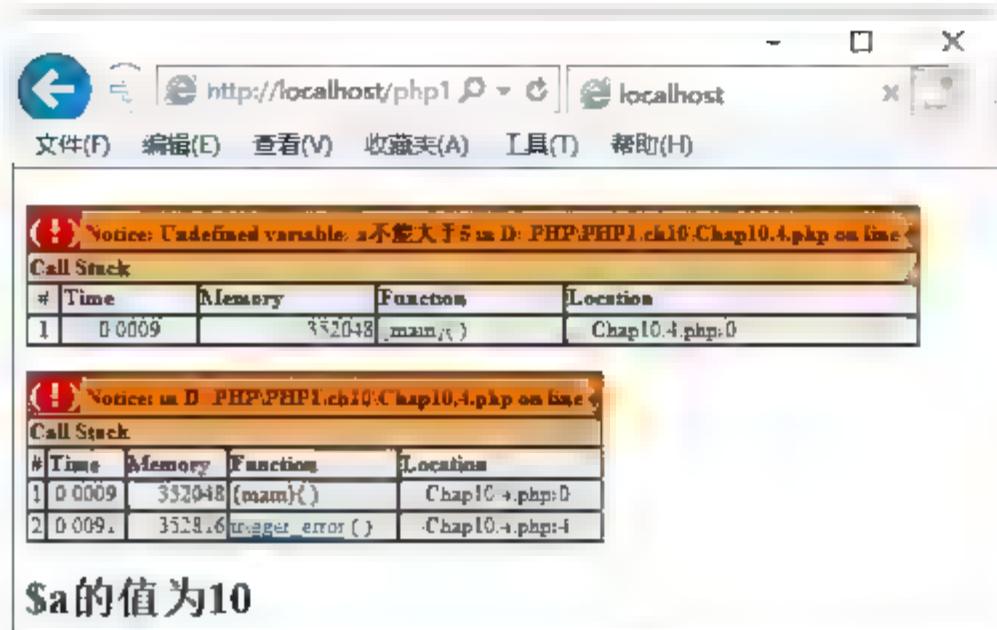 http://localhost/php1
localhost
文件(F) 编辑(E) 查看(V) 收藏夹(A) 工具(T) 帮助(H)
( ! ) Notice: Undefined variable: a不能大于5 in D: PHP\PHP1\ch10\Chap10.4.php on line
Call Stack
# Time Memory Function Location
1 0.0009 352048 {main}( ) Chap10.4.php:0
( ! ) Notice: in D: PHP\PHP1\ch10\Chap10.4.php on line
Call Stack
# Time Memory Function Location
1 0.0009 352048 {main}( ) Chap10.4.php:0
2 trigger_error ( ) Chap10.4.php:4
$a的值为10